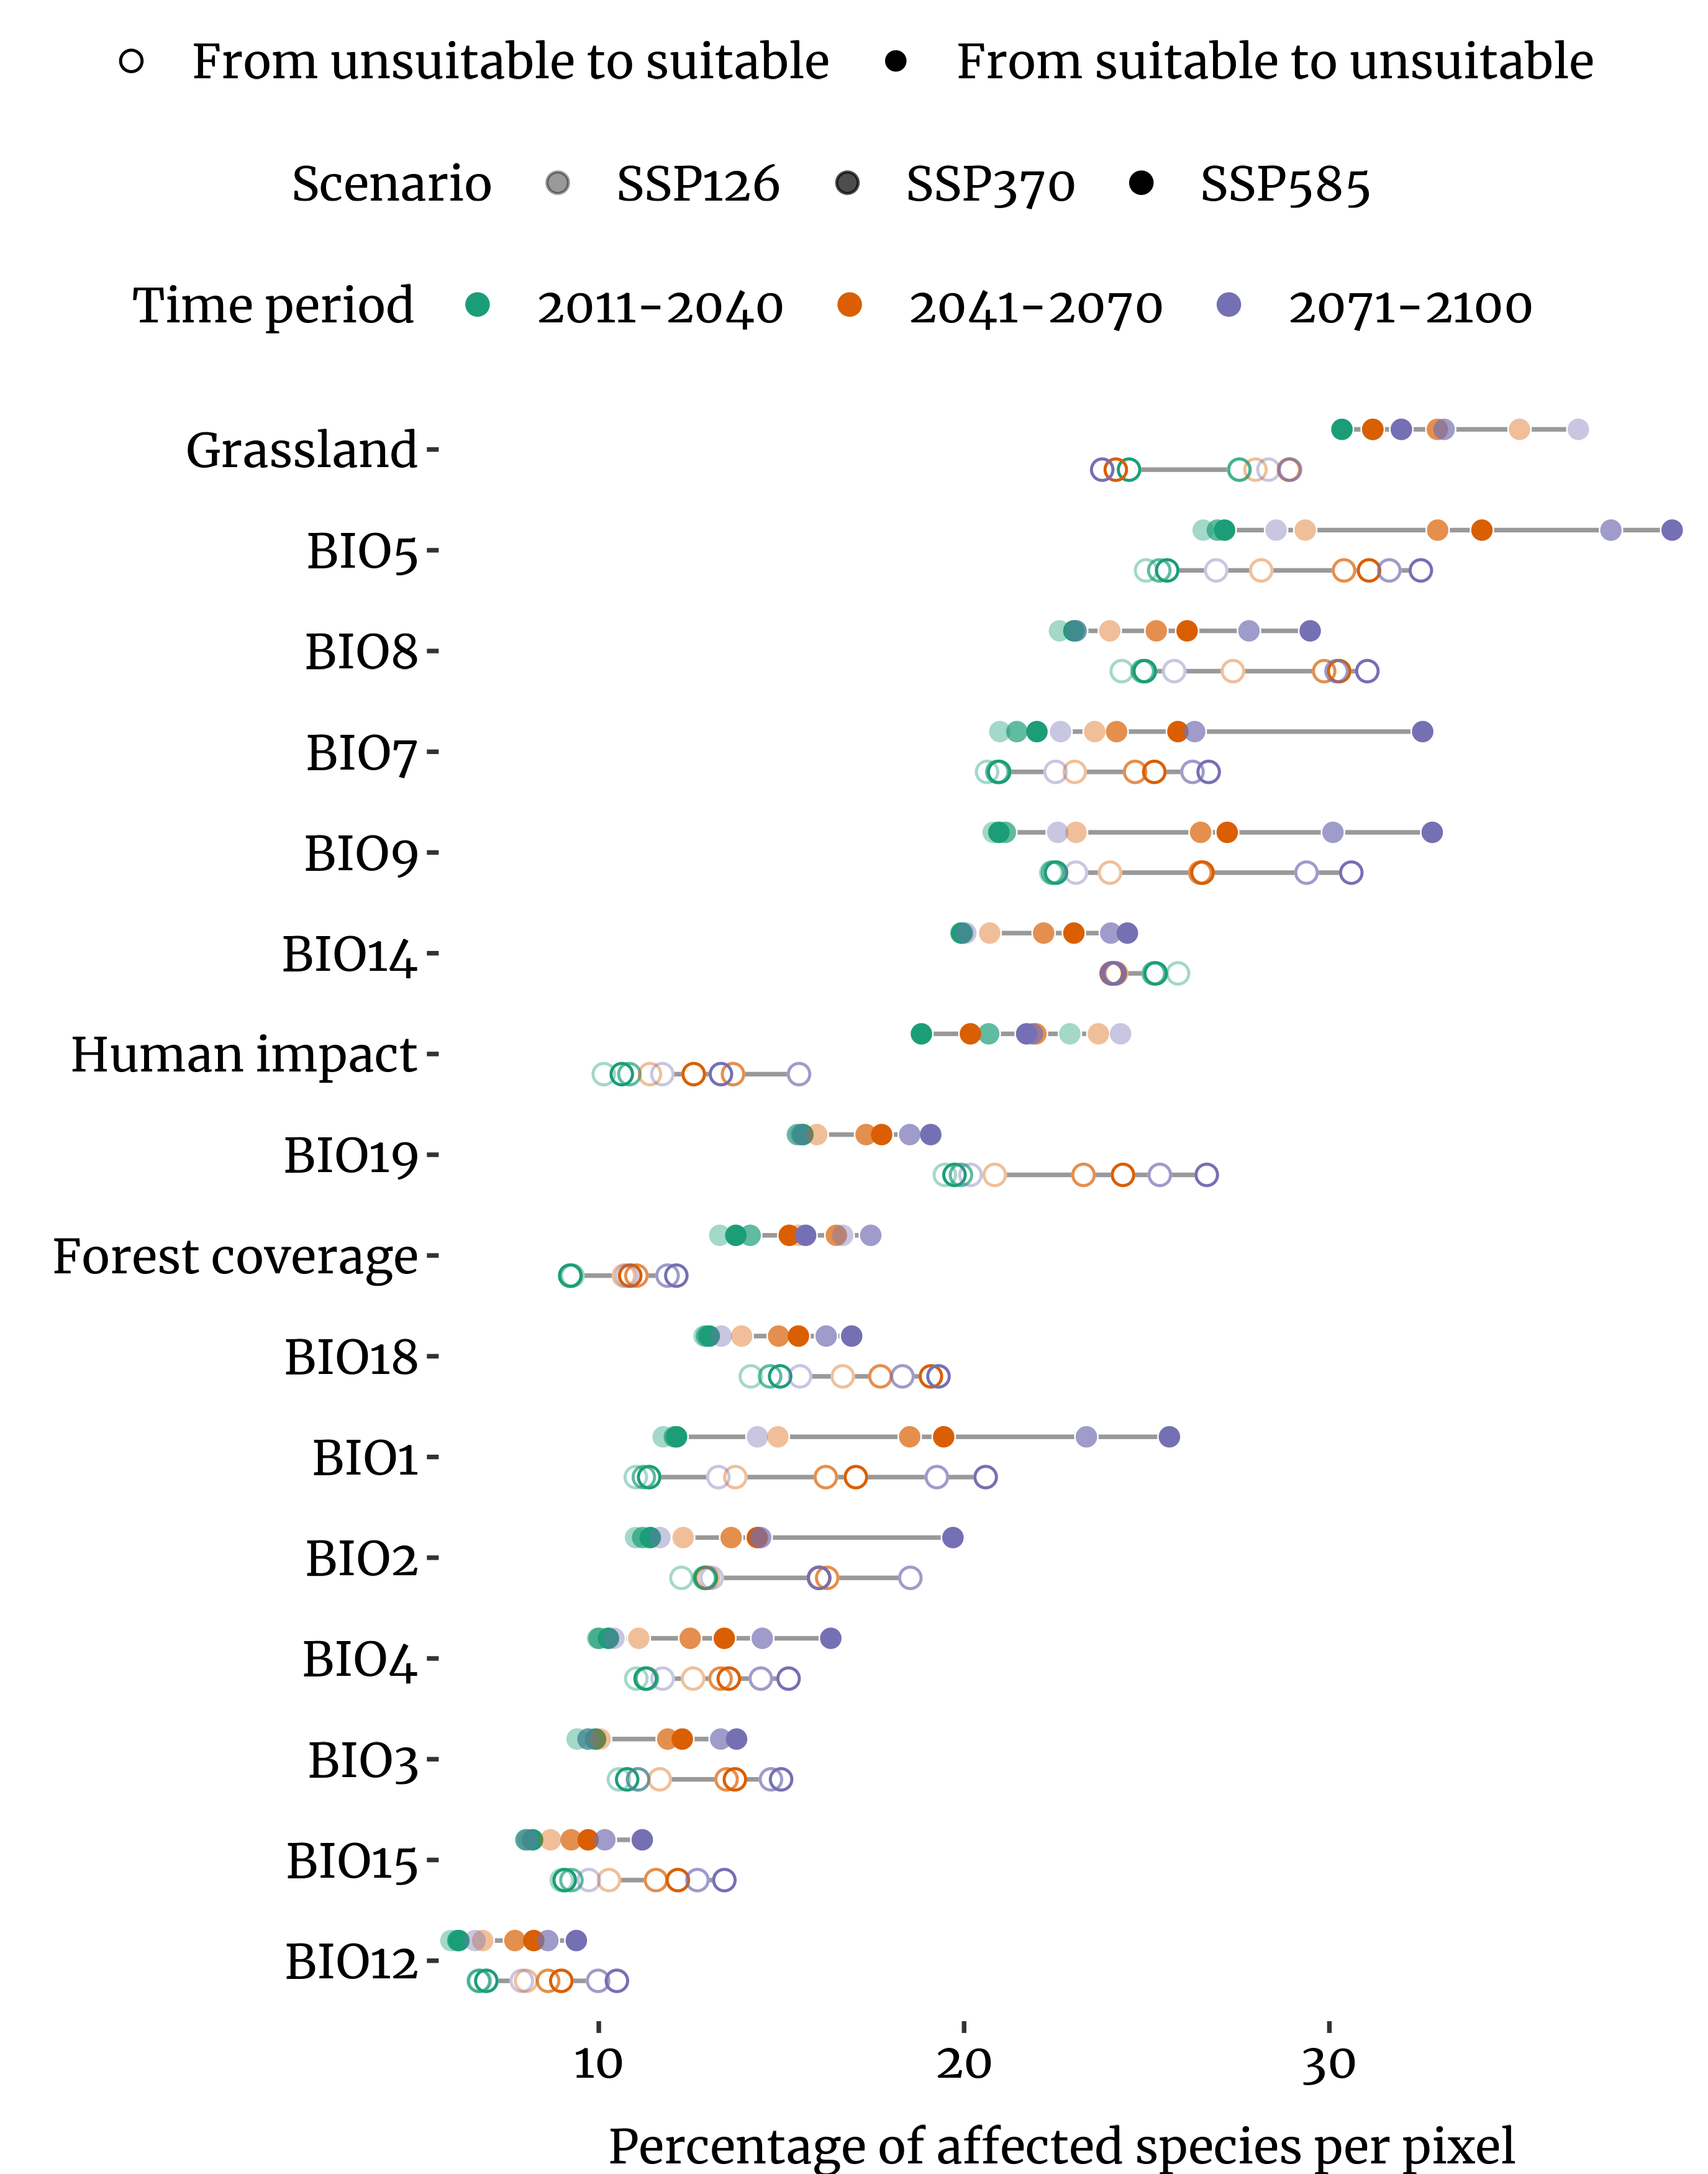 From unsuitable to suitable From suitable to unsuitable
Scenario SSP126 SSP370 SSP585
Time period 2011-2040 2041-2070 2071-2100
Grassland
BIO5
BIO8
BIO7
BIO9
BIO14
Human impact
BIO19
Forest coverage
BIO18
BIO1
BIO2
BIO4
BIO3
BIO15
BIO12
10 20 30
Percentage of affected species per pixel